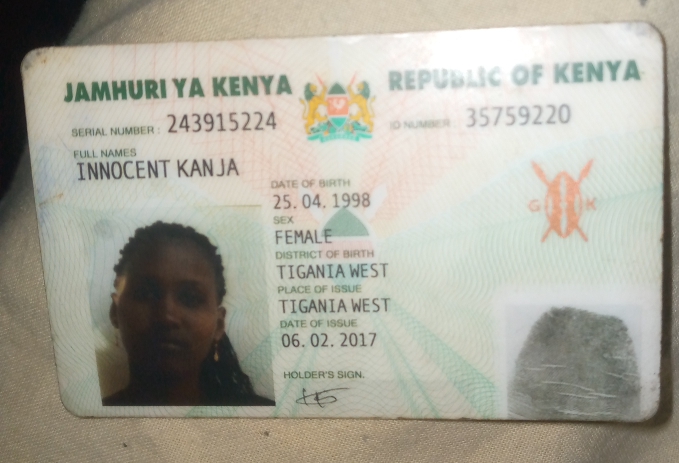 JAMHURI YA KENYA REPUBLIC OF KENYA
SERIAL NUMBER: 243915224 ID NUMBER: 35759220
FULL NAMES
INNOCENT KANJA
DATE OF BIRTH
25. 04. 1998
SEX
FEMALE
DISTRICT OF BIRTH
TIGANIA WEST
PLACE OF ISSUE
TIGANIA WEST
DATE OF ISSUE
06. 02. 2017
HOLDER'S SIGN.
G K